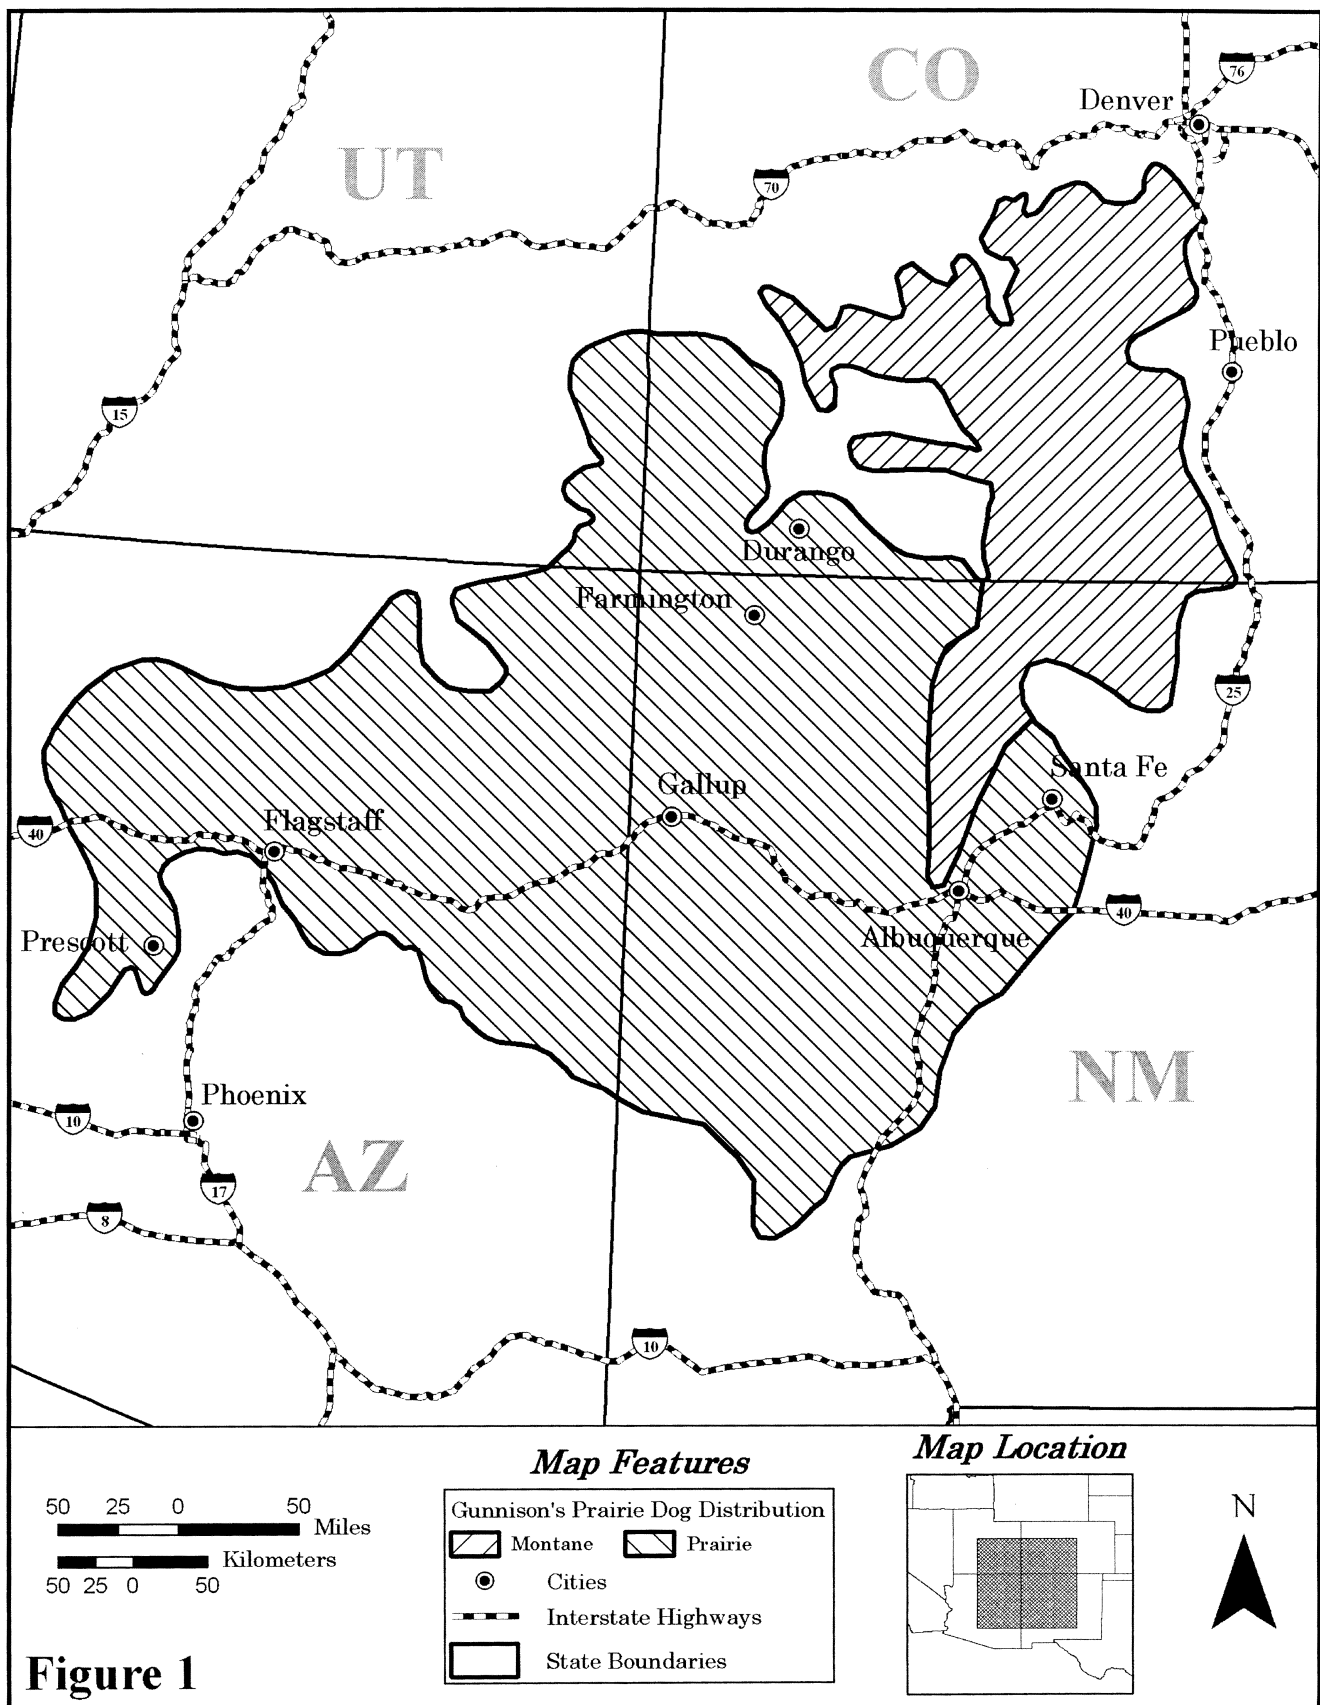 CO
76
Denver
UT
70
Pueblo
15
Durango
Farmington
25
Santa Fe
Gallup
Flagstaff
40
40
Prescott
Albuquerque
NM
Phoenix
10
AZ
17
8
10
Map Features
Map Location
50 25 0 50
Miles
Kilometers
50 25 0 50
Gunnison's Prairie Dog Distribution
Montane Prairie
Cities
Interstate Highways
State Boundaries
N
Figure 1